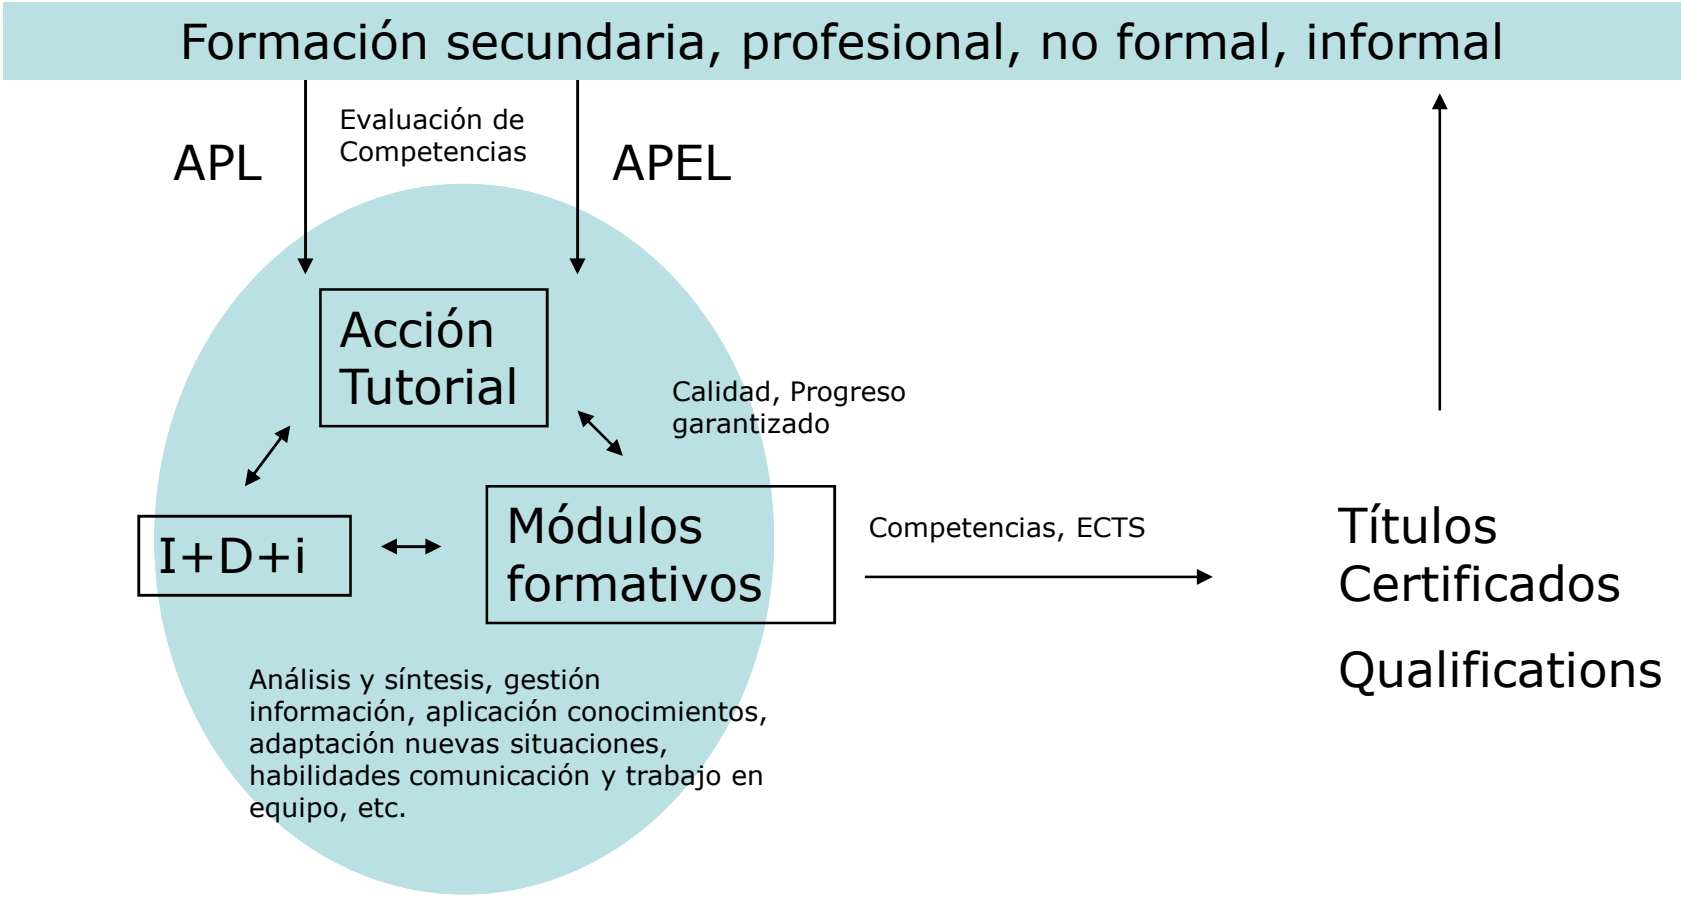 Formación secundaria, profesional, no formal, informal
Evaluación de
Competencias
APL
APEL
Acción
Tutorial
Calidad, Progreso
garantizado
I+D+i
Módulos
formativos
Competencias, ECTS
Títulos
Certificados
Qualifications
Análisis y síntesis, gestión
información, aplicación conocimientos,
adaptación nuevas situaciones,
habilidades comunicación y trabajo en
equipo, etc.